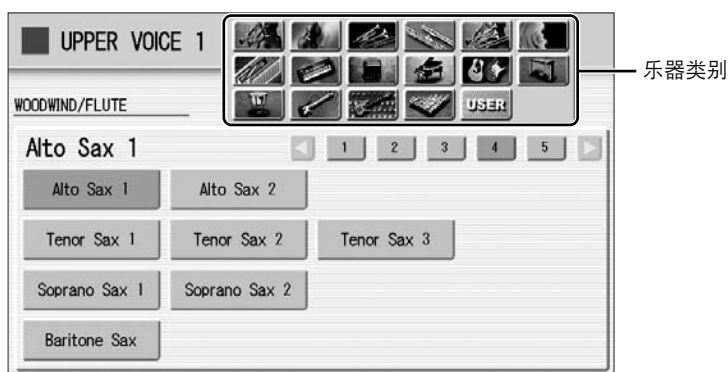 UPPER VOICE 1
USER
乐器类别
WOODWIND/FLUTE
Alto Sax 1
1 2 3 4 5
Alto Sax 1 Alto Sax 2
Tenor Sax 1 Tenor Sax 2 Tenor Sax 3
Soprano Sax 1 Soprano Sax 2
Baritone Sax